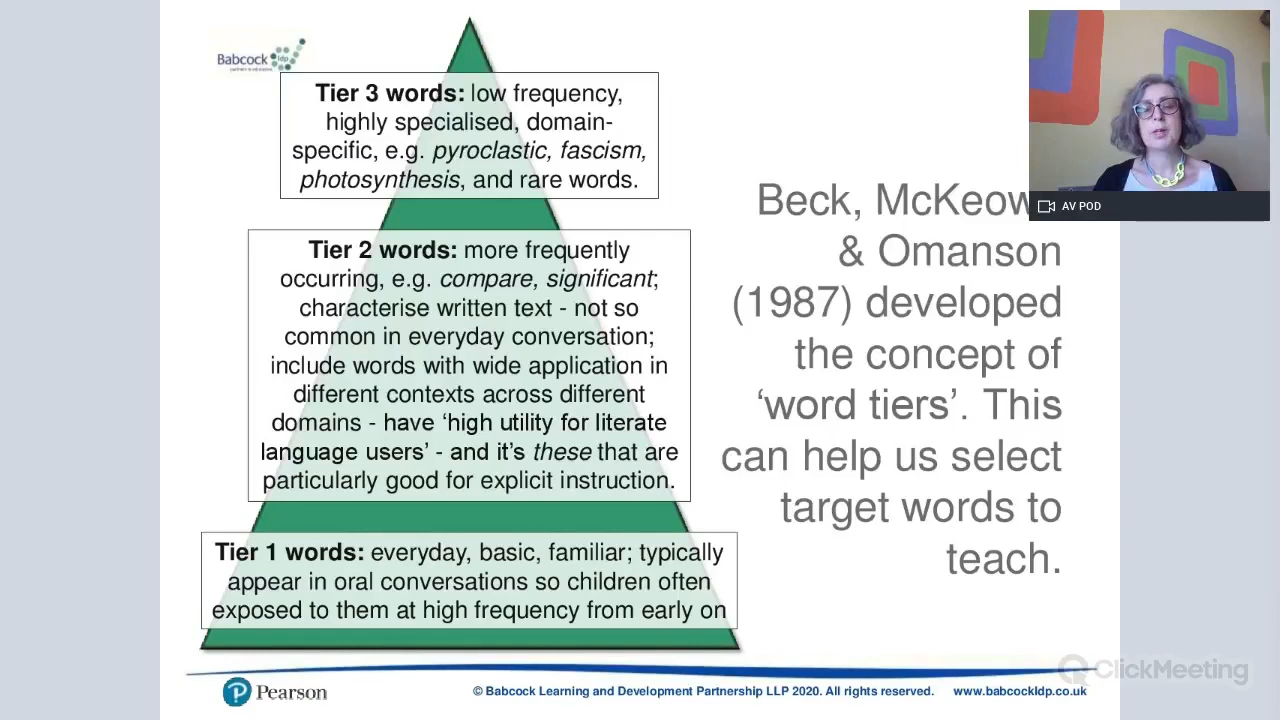 Babcock
ldp
Tier 3 words: low frequency,
highly specialised, domain-
specific, e.g. pyroclastic, fascism,
photosynthesis, and rare words.
Tier 2 words: more frequently
occurring, e.g. compare, significant;
characterise written text - not so
common in everyday conversation;
include words with wide application in
different contexts across different
domains - have ‘high utility for literate
language users’ - and it’s these that are
particularly good for explicit instruction.
Tier 1 words: everyday, basic, familiar; typically
appear in oral conversations so children often
exposed to them at high frequency from early on
AV POD
Beck, McKeow
& Omanson
(1987) developed
the concept of
‘word tiers’. This
can help us select
target words to
teach.
ClickMeeting
Pearson
© Babcock Learning and Development Partnership LLP 2020. All rights reserved. www.babcockldp.co.uk